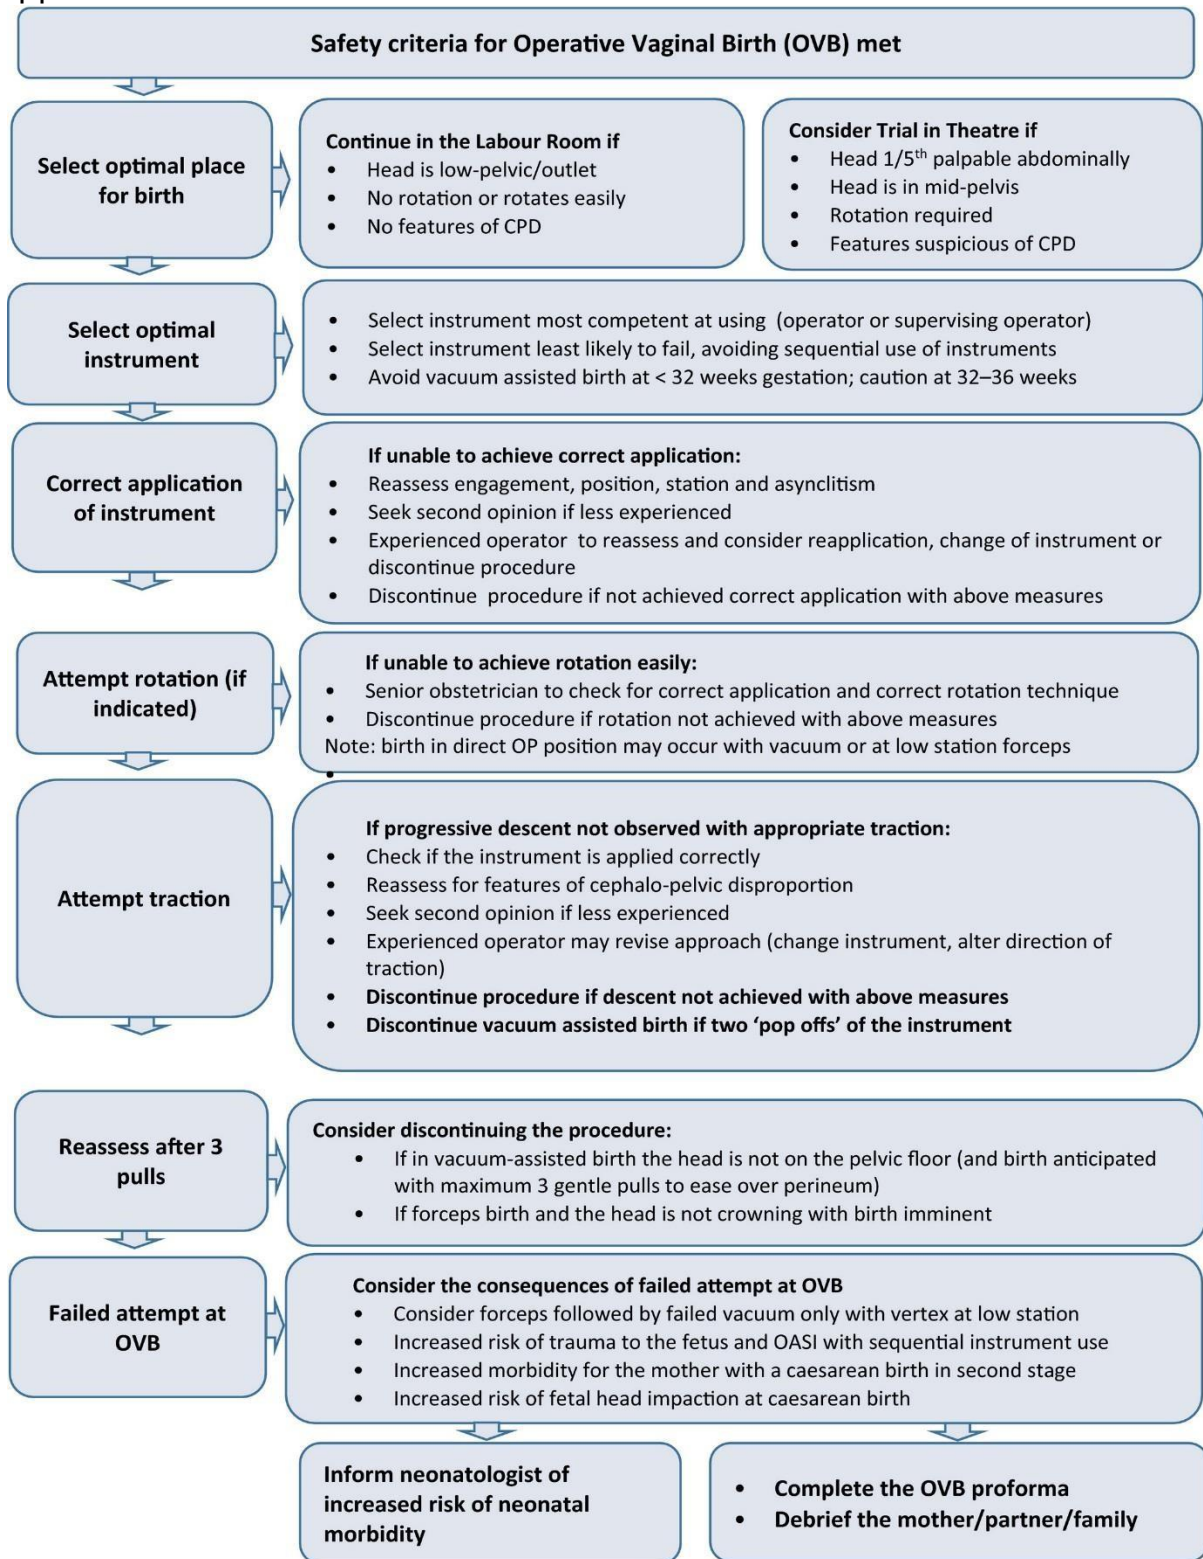 Safety criteria for Operative Vaginal Birth (OVB) met
Select optimal place
for birth
Continue in the Labour Room if
• Head is low-pelvic/outlet
• No rotation or rotates easily
• No features of CPD
Consider Trial in Theatre if
• Head 1/5th palpable abdominally
• Head is in mid-pelvis
• Rotation required
• Features suspicious of CPD
Select optimal
instrument
• Select instrument most competent at using (operator or supervising operator)
• Select instrument least likely to fail, avoiding sequential use of instruments
• Avoid vacuum assisted birth at < 32 weeks gestation; caution at 32–36 weeks
Correct application
of instrument
If unable to achieve correct application:
• Reassess engagement, position, station and asynclitism
• Seek second opinion if less experienced
• Experienced operator to reassess and consider reapplication, change of instrument or
discontinue procedure
• Discontinue procedure if not achieved correct application with above measures
Attempt rotation (if
indicated)
If unable to achieve rotation easily:
• Senior obstetrician to check for correct application and correct rotation technique
• Discontinue procedure if rotation not achieved with above measures
Note: birth in direct OP position may occur with vacuum or at low station forceps
•
Attempt traction
If progressive descent not observed with appropriate traction:
• Check if the instrument is applied correctly
• Reassess for features of cephalo-pelvic disproportion
• Seek second opinion if less experienced
• Experienced operator may revise approach (change instrument, alter direction of
traction)
• Discontinue procedure if descent not achieved with above measures
• Discontinue vacuum assisted birth if two ‘pop offs’ of the instrument
Reassess after 3
pulls
Consider discontinuing the procedure:
• If in vacuum-assisted birth the head is not on the pelvic floor (and birth anticipated
with maximum 3 gentle pulls to ease over perineum)
• If forceps birth and the head is not crowning with birth imminent
Failed attempt at
OVB
Consider the consequences of failed attempt at OVB
• Consider forceps followed by failed vacuum only with vertex at low station
• Increased risk of trauma to the fetus and OASI with sequential instrument use
• Increased morbidity for the mother with a caesarean birth in second stage
• Increased risk of fetal head impaction at caesarean birth
Inform neonatologist of
increased risk of neonatal
morbidity
• Complete the OVB proforma
• Debrief the mother/partner/family